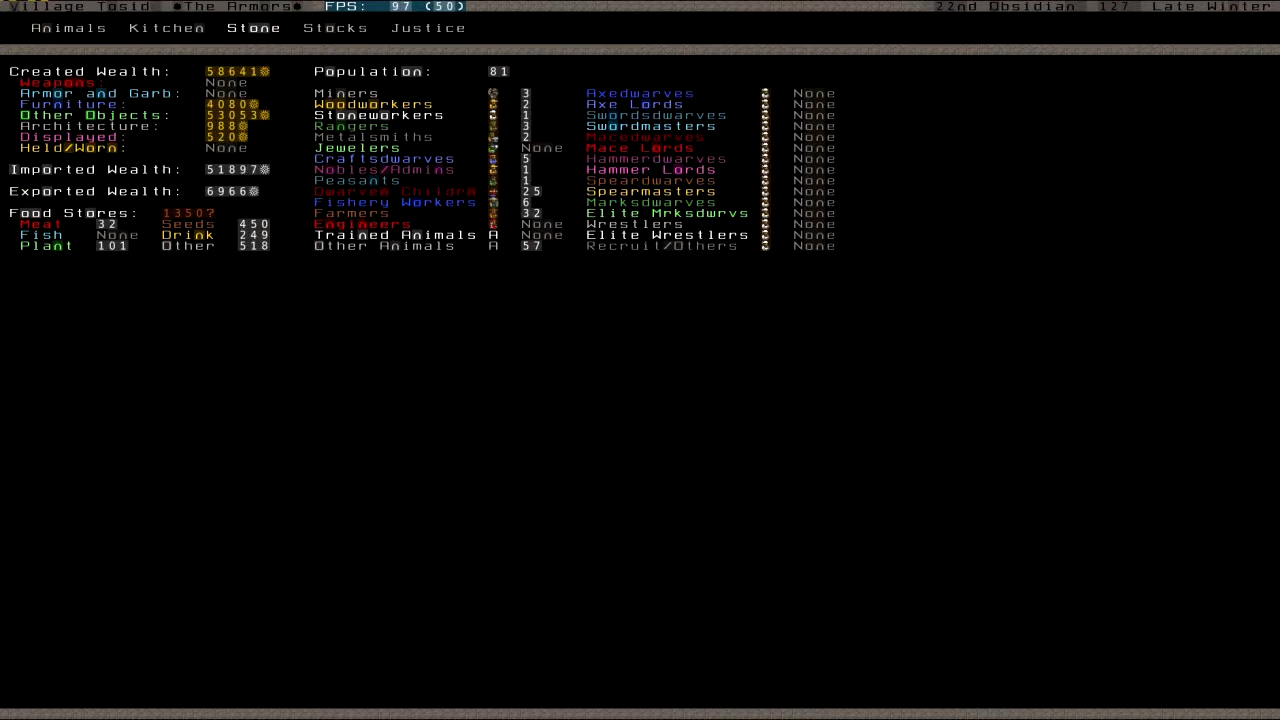 Village Tosid "The Armors" FPS: 97 (50) 22nd Obsidian 127 Late Winter
Animals Kitchen Stone Stocks Justice
Created Wealth: 58641☼ Population: 81
Weapons: None
Armor and Garb: None Miners 3 Axedwarves None
Furniture: 4080☼ Woodworkers 2 Axe Lords None
Other Objects: 53053☼ Stoneworkers 1 Swordsdwarves None
Architecture: 988☼ Rangers 3 Swordmasters None
Displayed: 520☼ Metalsmiths 2 Macedwarves None
Held/Worn: None Jewelers None Mace Lords None
Craftsdwarves 5 Hammerdwarves None
Imported Wealth: 51897☼ Nobles/Admins 1 Hammer Lords None
Peasants 1 Speardwarves None
Exported Wealth: 6966☼ Dwarven Childre 25 Spearmasters None
Fishery Workers 6 Marksdwarves None
Food Stores: 1350? Farmers 32 Elite Mrksdwrvs None
Meat 32 Seeds 450 Engineers None Wrestlers None
Fish None Drink 249 Trained Animals A None Elite Wrestlers None
Plant 101 Other 518 Other Animals A 57 Recruit/Others None